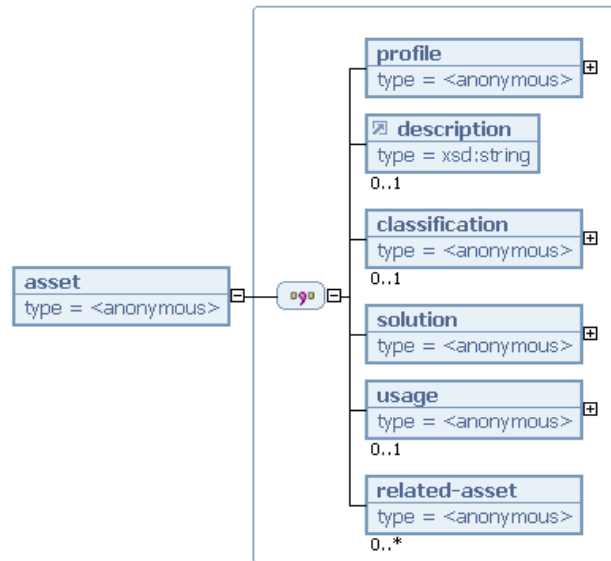 profile
type = <anonymous>
description
type = xsd:string
0..1
classification
type = <anonymous>
0..1
asset
type = <anonymous>
solution
type = <anonymous>
usage
type = <anonymous>
0..1
related-asset
type = <anonymous>
0..*